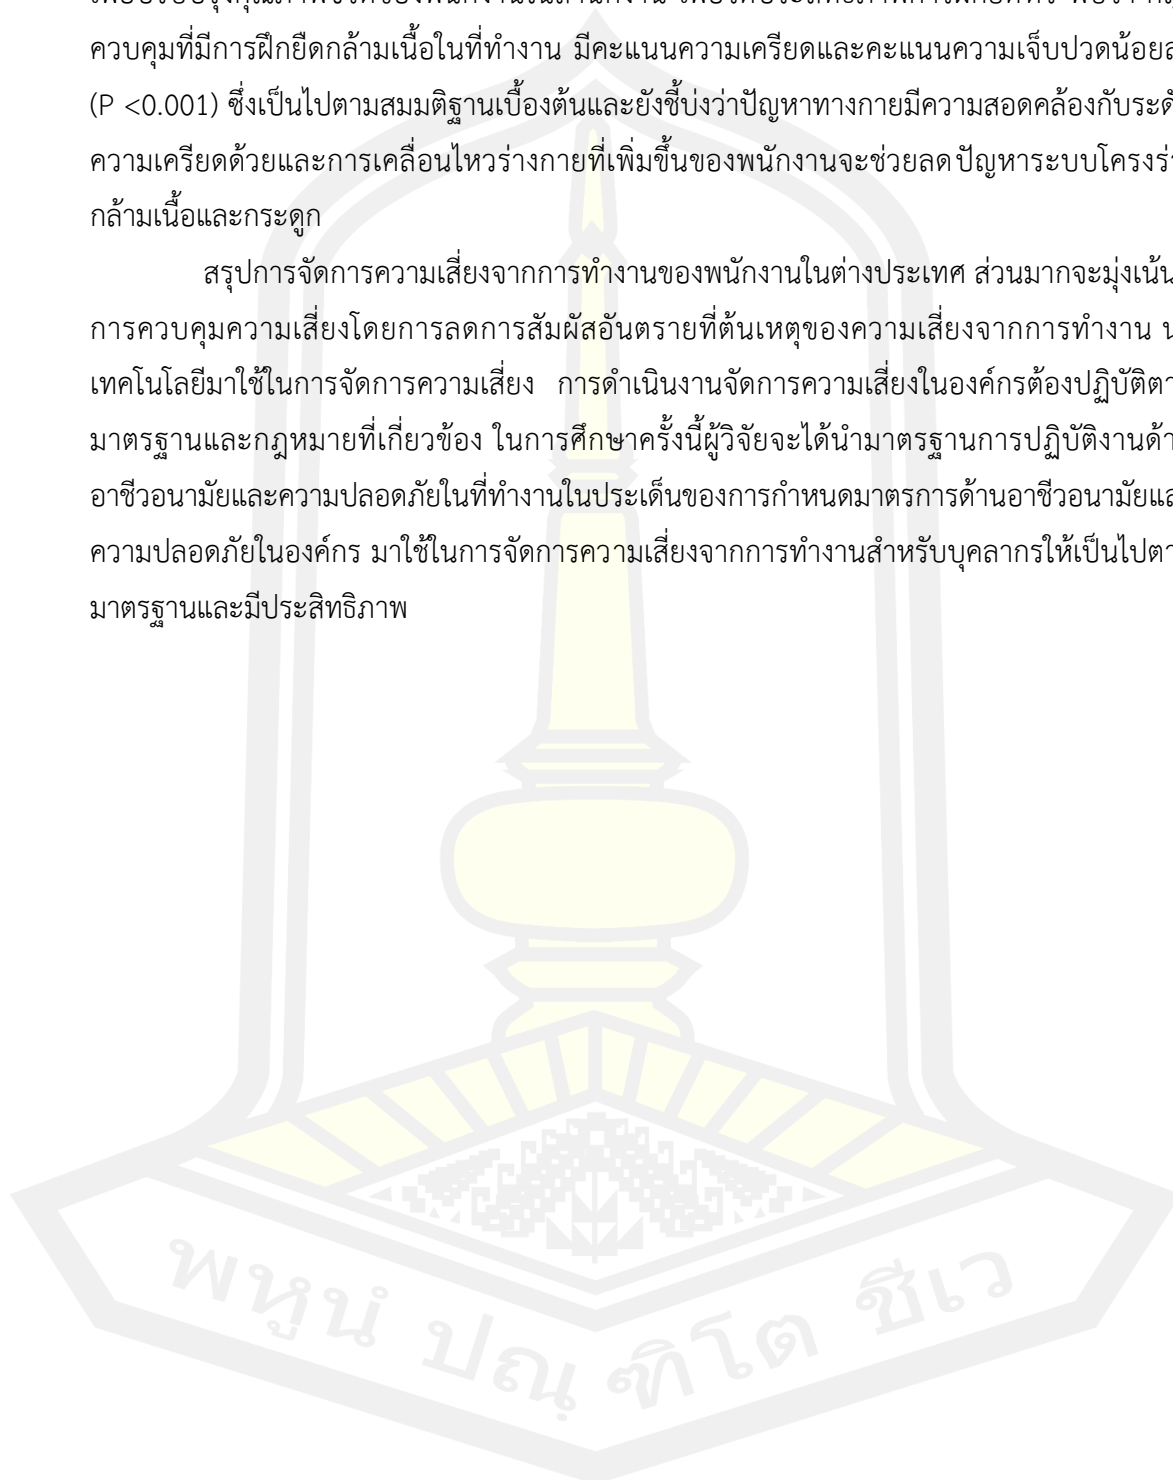 ควบคุมที่มีการฝึกยืดกล้ามเนื้อในที่ทำงาน มีคะแนนความเครียดและคะแนนความเจ็บปวดน้อยล
(P <0.001) ซึ่งเป็นไปตามสมมติฐานเบื้องต้นและยังชี้บ่งว่าปัญหาทางกายมีความสอดคล้องกับระดั
ความเครียดด้วยและการเคลื่อนไหวร่างกายที่เพิ่มขึ้นของพนักงานจะช่วยลดปัญหาระบบโครงร่า
กล้ามเนื้อและกระดูก
สรุปการจัดการความเสี่ยงจากการทำงานของพนักงานในต่างประเทศ ส่วนมากจะมุ่งเน้น
การควบคุมความเสี่ยงโดยการลดการสัมผัสอันตรายที่ต้นเหตุของความเสี่ยงจากการทำงาน น
เทคโนโลยีมาใช้ในการจัดการความเสี่ยง การดำเนินงานจัดการความเสี่ยงในองค์กรต้องปฏิบัติตา
มาตรฐานและกฎหมายที่เกี่ยวข้อง ในการศึกษาครั้งนี้ผู้วิจัยจะได้นำมาตรฐานการปฏิบัติงานด้า
อาชีวอนามัยและความปลอดภัยในที่ทำงานในประเด็นของการกำหนดมาตรการด้านอาชีวอนามัยแล
ความปลอดภัยในองค์กร มาใช้ในการจัดการความเสี่ยงจากการทำงานสำหรับบุคลากรให้เป็นไปตา
มาตรฐานและมีประสิทธิภาพ
พหูนํ ปณฺฑิโต ชีเว